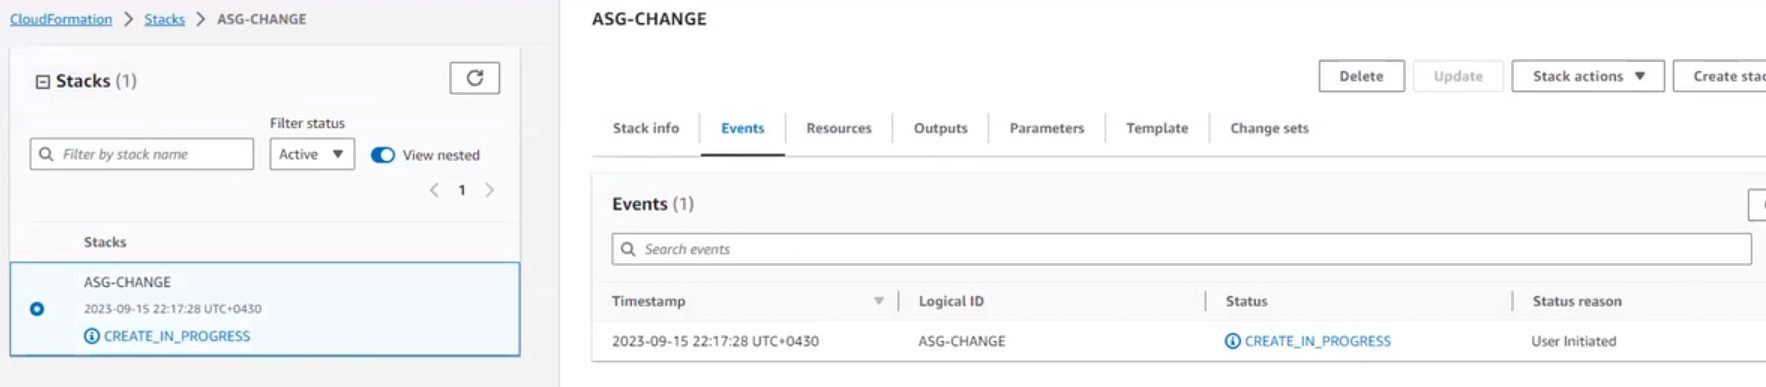 CloudFormation > Stacks > ASG-CHANGE
Stacks (1)
Filter status
Filter by stack name
Active
View nested
1
Stacks
ASG-CHANGE
2023-09-15 22:17:28 UTC+0430
CREATE_IN_PROGRESS
ASG-CHANGE
Delete
Update
Stack actions
Create stac
Stack info
Events
Resources
Outputs
Parameters
Template
Change sets
Events (1)
Search events
Timestamp
Logical ID
Status
Status reason
2023-09-15 22:17:28 UTC+0430
ASG-CHANGE
CREATE_IN_PROGRESS
User Initiated